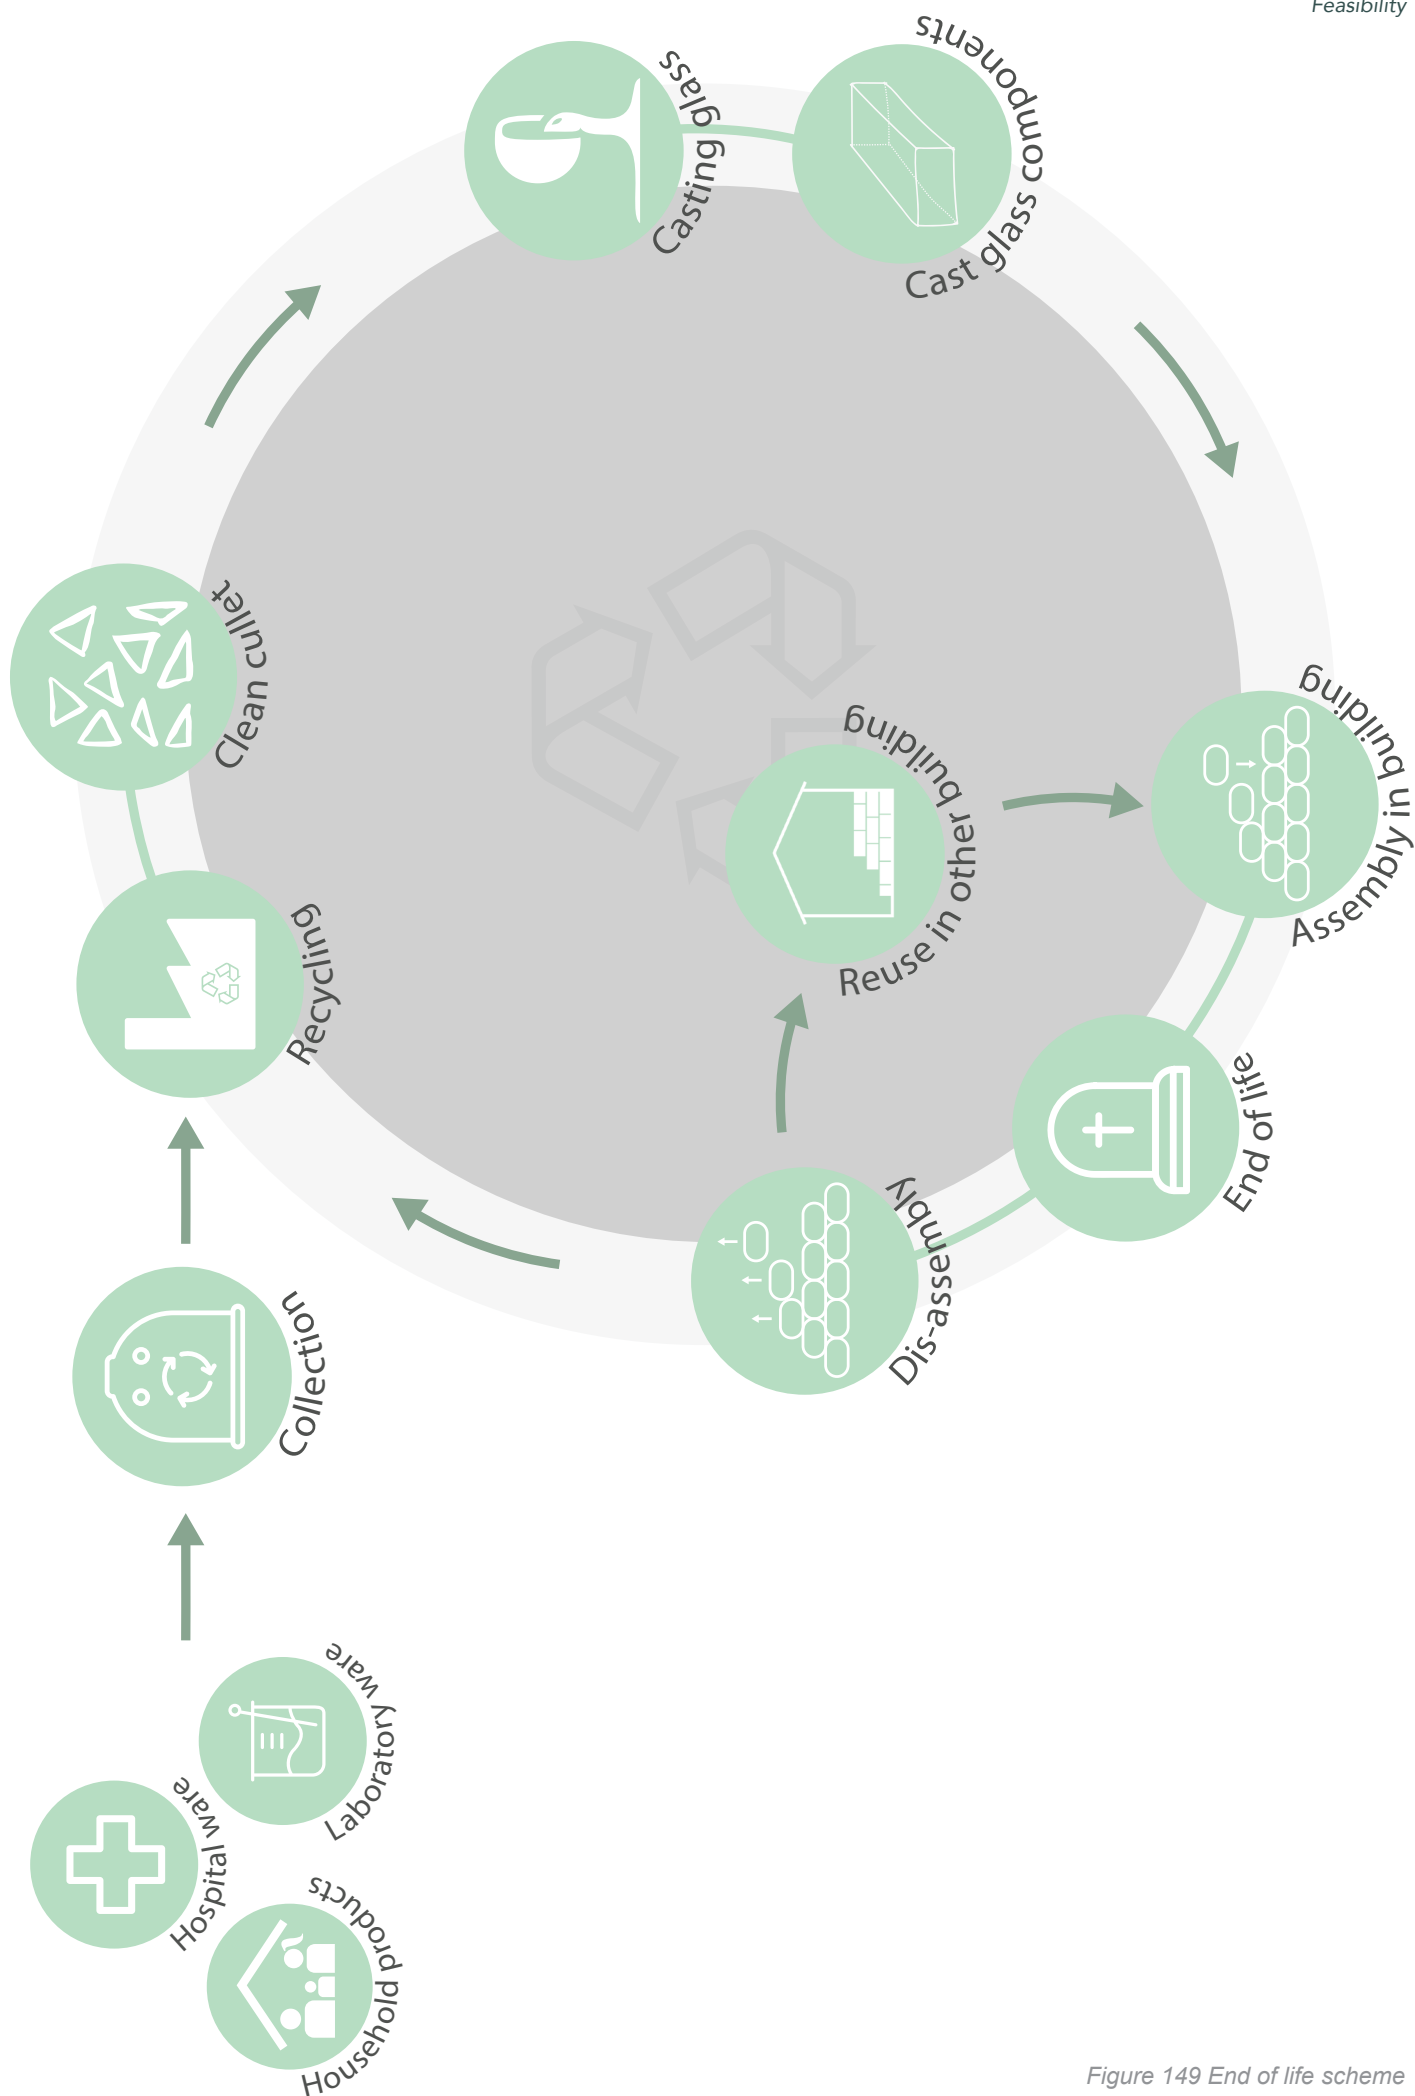 Feasibility
Casting glass
Cast glass components
Clean cullet
Assembly in building
Reuse in other building
Recycling
End of life
Dis-assembly
Collection
Laboratory ware
Hospital ware
Household products
Figure 149 End of life scheme